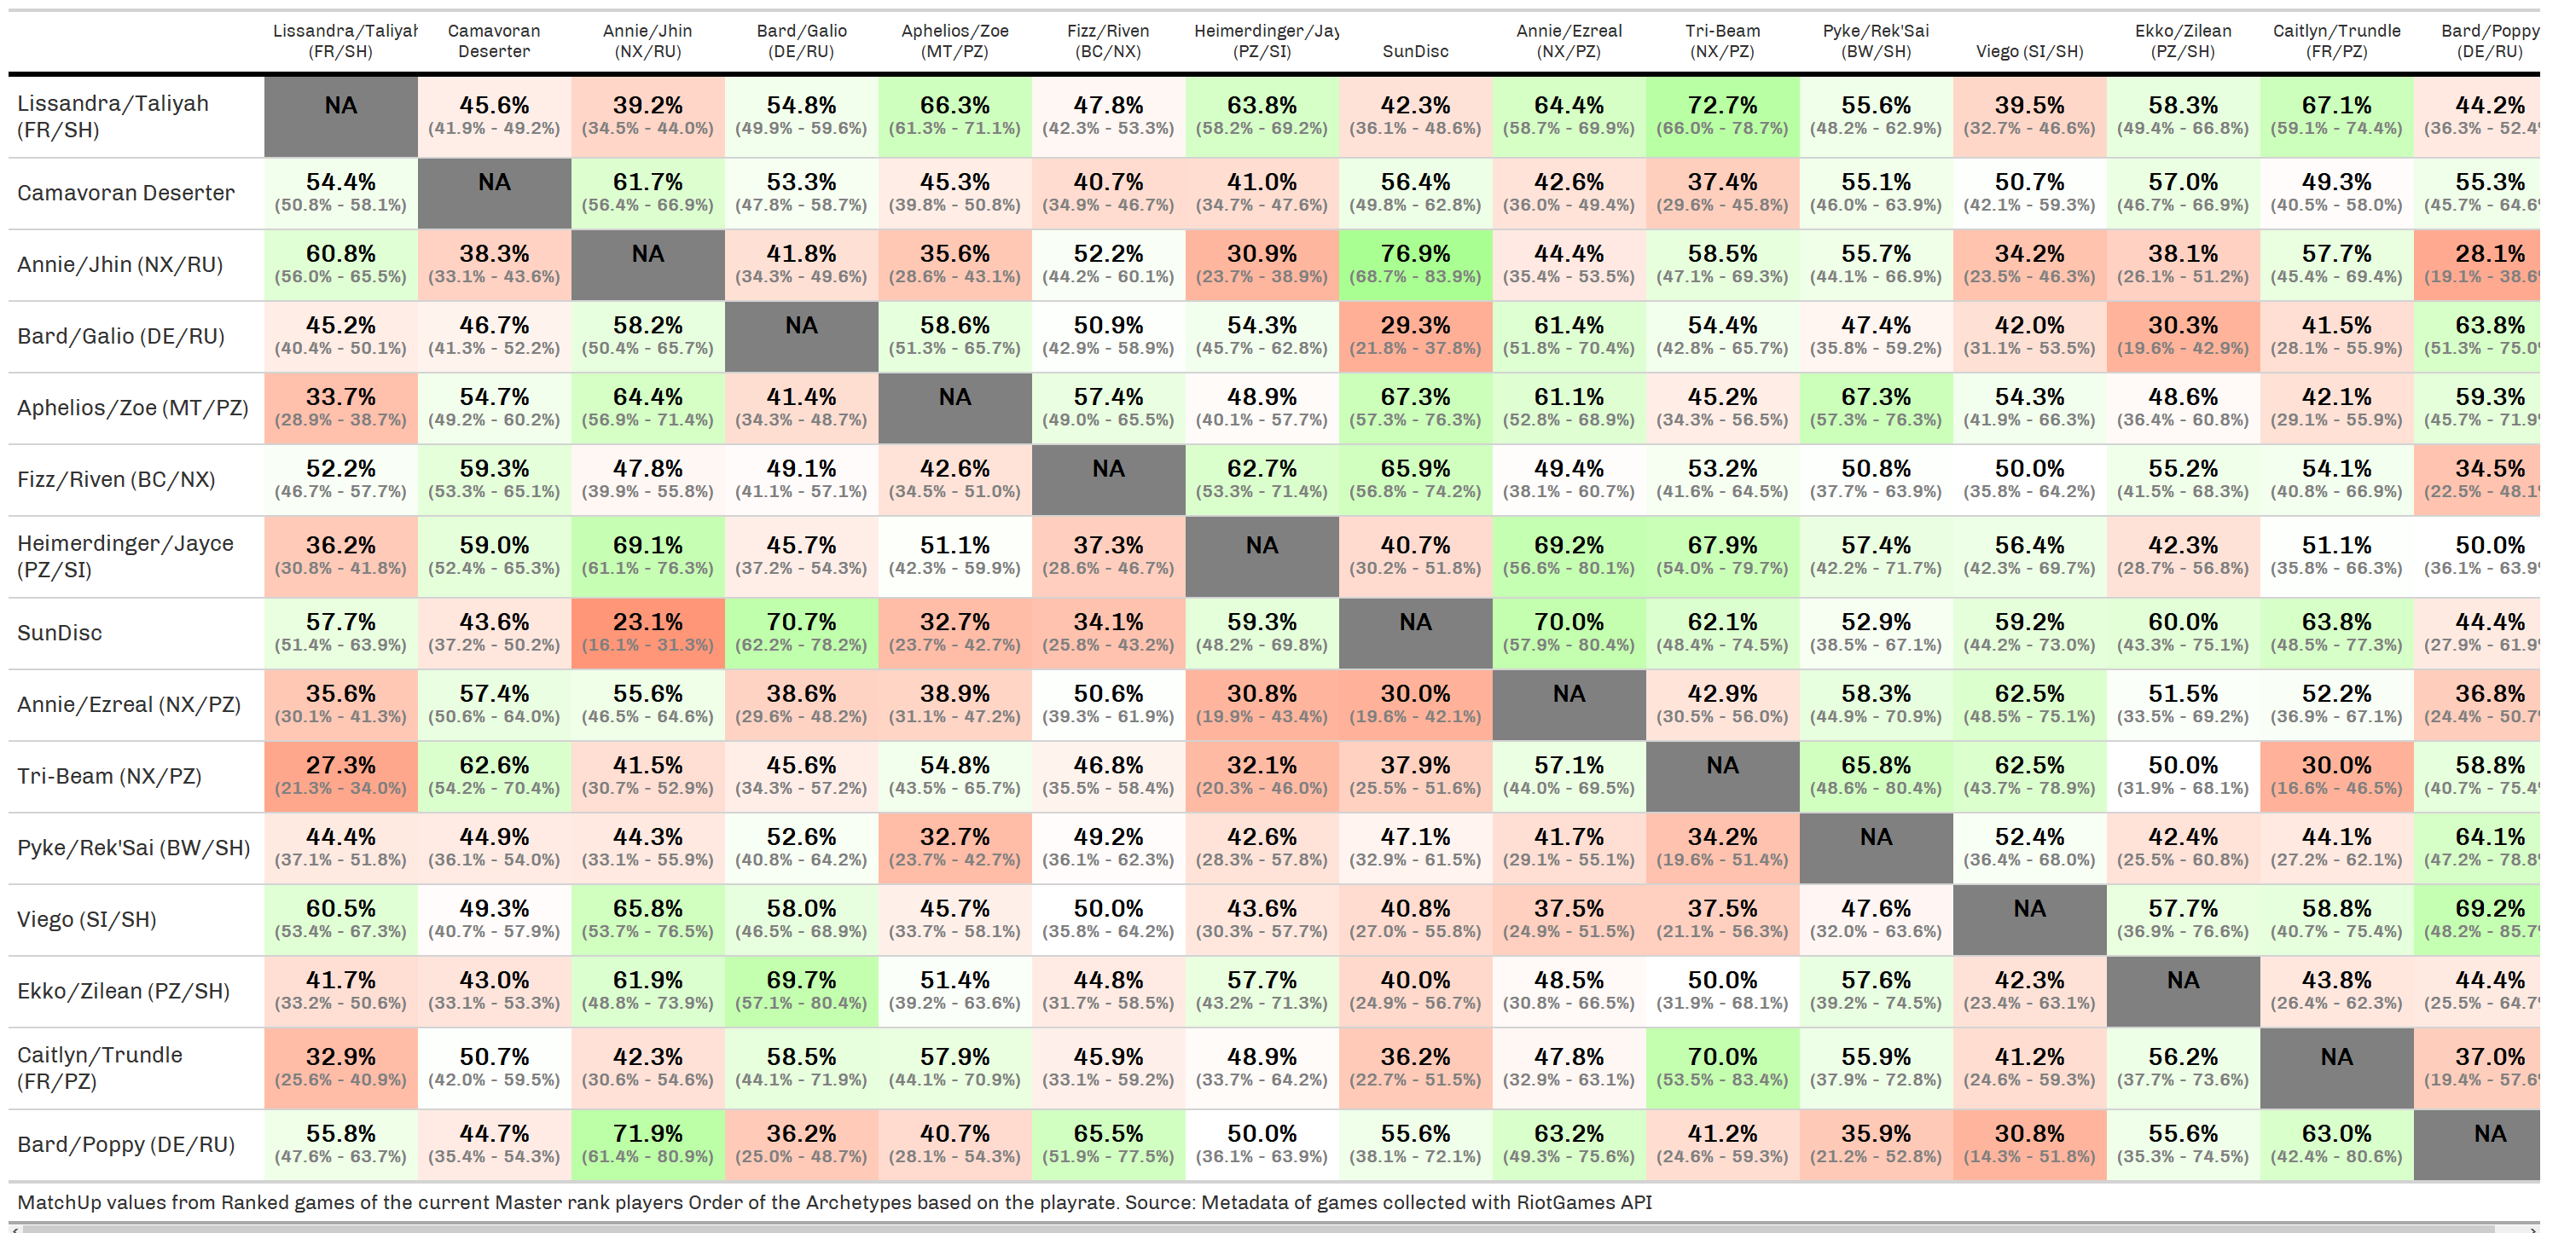 Lissandra/Taliyah Camavoran Annie/Jhin Bard/Galio Aphelios/Zoe Fizz/Riven Heimerdinger/Jay Annie/Ezreal Tri-Beam Pyke/Rek'Sai Ekko/Zilean Caitlyn/Trundle Bard/Poppy
(FR/SH) Deserter (NX/RU) (DE/RU) (MT/PZ) (BC/NX) (PZ/SI) SunDisc (NX/PZ) (NX/PZ) (BW/SH) Viego (SI/SH) (PZ/SH) (FR/PZ) (DE/RU)
Lissandra/Taliyah NA 45.6% 39.2% 54.8% 66.3% 47.8% 63.8% 42.3% 64.4% 72.7% 55.6% 39.5% 58.3% 67.1% 44.2%
(FR/SH) (41.9% - 49.2%) (34.5% - 44.0%) (49.9% - 59.6%) (61.3% - 71.1%) (42.3% - 53.3%) (58.2% - 69.2%) (36.1% - 48.6%) (58.7% - 69.9%) (66.0% - 78.7%) (48.2% - 62.9%) (32.7% - 46.6%) (49.4% - 66.8%) (59.1% - 74.4%) (36.3% - 52.4%
Camavoran Deserter 54.4% NA 61.7% 53.3% 45.3% 40.7% 41.0% 56.4% 42.6% 37.4% 55.1% 50.7% 57.0% 49.3% 55.3%
(50.8% - 58.1%) (56.4% - 66.9%) (47.8% - 58.7%) (39.8% - 50.8%) (34.9% - 46.7%) (34.7% - 47.6%) (49.8% - 62.8%) (36.0% - 49.4%) (29.6% - 45.8%) (46.0% - 63.9%) (42.1% - 59.3%) (46.7% - 66.9%) (40.5% - 58.0%) (45.7% - 64.6%
Annie/Jhin (NX/RU) 60.8% 38.3% NA 41.8% 35.6% 52.2% 30.9% 76.9% 44.4% 58.5% 55.7% 34.2% 38.1% 57.7% 28.1%
(56.0% - 65.5%) (33.1% - 43.6%) (34.3% - 49.6%) (28.6% - 43.1%) (44.2% - 60.1%) (23.7% - 38.9%) (68.7% - 83.9%) (35.4% - 53.5%) (47.1% - 69.3%) (44.1% - 66.9%) (23.5% - 46.3%) (26.1% - 51.2%) (45.4% - 69.4%) (19.1% - 38.6%
Bard/Galio (DE/RU) 45.2% 46.7% 58.2% NA 58.6% 50.9% 54.3% 29.3% 61.4% 54.4% 47.4% 42.0% 30.3% 41.5% 63.8%
(40.4% - 50.1%) (41.3% - 52.2%) (50.4% - 65.7%) (51.3% - 65.7%) (42.9% - 58.9%) (45.7% - 62.8%) (21.8% - 37.8%) (51.8% - 70.4%) (42.8% - 65.7%) (35.8% - 59.2%) (31.1% - 53.5%) (19.6% - 42.9%) (28.1% - 55.9%) (51.3% - 75.0%
Aphelios/Zoe (MT/PZ) 33.7% 54.7% 64.4% 41.4% NA 57.4% 48.9% 67.3% 61.1% 45.2% 67.3% 54.3% 48.6% 42.1% 59.3%
(28.9% - 38.7%) (49.2% - 60.2%) (56.9% - 71.4%) (34.3% - 48.7%) (49.0% - 65.5%) (40.1% - 57.7%) (57.3% - 76.3%) (52.8% - 68.9%) (34.3% - 56.5%) (57.3% - 76.3%) (41.9% - 66.3%) (36.4% - 60.8%) (29.1% - 55.9%) (45.7% - 71.9%
Fizz/Riven (BC/NX) 52.2% 59.3% 47.8% 49.1% 42.6% NA 62.7% 65.9% 49.4% 53.2% 50.8% 50.0% 55.2% 54.1% 34.5%
(46.7% - 57.7%) (53.3% - 65.1%) (39.9% - 55.8%) (41.1% - 57.1%) (34.5% - 51.0%) (53.3% - 71.4%) (56.8% - 74.2%) (38.1% - 60.7%) (41.6% - 64.5%) (37.7% - 63.9%) (35.8% - 64.2%) (41.5% - 68.3%) (40.8% - 66.9%) (22.5% - 48.1%
Heimerdinger/Jayce 36.2% 59.0% 69.1% 45.7% 51.1% 37.3% NA 40.7% 69.2% 67.9% 57.4% 56.4% 42.3% 51.1% 50.0%
(PZ/SI) (30.8% - 41.8%) (52.4% - 65.3%) (61.1% - 76.3%) (37.2% - 54.3%) (42.3% - 59.9%) (28.6% - 46.7%) (30.2% - 51.8%) (56.6% - 80.1%) (54.0% - 79.7%) (42.2% - 71.7%) (42.3% - 69.7%) (28.7% - 56.8%) (35.8% - 66.3%) (36.1% - 63.9%
SunDisc 57.7% 43.6% 23.1% 70.7% 32.7% 34.1% 59.3% NA 70.0% 62.1% 52.9% 59.2% 60.0% 63.8% 44.4%
(51.4% - 63.9%) (37.2% - 50.2%) (16.1% - 31.3%) (62.2% - 78.2%) (23.7% - 42.7%) (25.8% - 43.2%) (48.2% - 69.8%) (57.9% - 80.4%) (48.4% - 74.5%) (38.5% - 67.1%) (44.2% - 73.0%) (43.3% - 75.1%) (48.5% - 77.3%) (27.9% - 61.9%
Annie/Ezreal (NX/PZ) 35.6% 57.4% 55.6% 38.6% 38.9% 50.6% 30.8% 30.0% NA 42.9% 58.3% 62.5% 51.5% 52.2% 36.8%
(30.1% - 41.3%) (50.6% - 64.0%) (46.5% - 64.6%) (29.6% - 48.2%) (31.1% - 47.2%) (39.3% - 61.9%) (19.9% - 43.4%) (19.6% - 42.1%) (30.5% - 56.0%) (44.9% - 70.9%) (48.5% - 75.1%) (33.5% - 69.2%) (36.9% - 67.1%) (24.4% - 50.7%
Tri-Beam (NX/PZ) 27.3% 62.6% 41.5% 45.6% 54.8% 46.8% 32.1% 37.9% 57.1% NA 65.8% 62.5% 50.0% 30.0% 58.8%
(21.3% - 34.0%) (54.2% - 70.4%) (30.7% - 52.9%) (34.3% - 57.2%) (43.5% - 65.7%) (35.5% - 58.4%) (20.3% - 46.0%) (25.5% - 51.6%) (44.0% - 69.5%) (48.6% - 80.4%) (43.7% - 78.9%) (31.9% - 68.1%) (16.6% - 46.5%) (40.7% - 75.4%
Pyke/Rek'Sai (BW/SH) 44.4% 44.9% 44.3% 52.6% 32.7% 49.2% 42.6% 47.1% 41.7% 34.2% NA 52.4% 42.4% 44.1% 64.1%
(37.1% - 51.8%) (36.1% - 54.0%) (33.1% - 55.9%) (40.8% - 64.2%) (23.7% - 42.7%) (36.1% - 62.3%) (28.3% - 57.8%) (32.9% - 61.5%) (29.1% - 55.1%) (19.6% - 51.4%) (36.4% - 68.0%) (25.5% - 60.8%) (27.2% - 62.1%) (47.2% - 78.8%
Viego (SI/SH) 60.5% 49.3% 65.8% 58.0% 45.7% 50.0% 43.6% 40.8% 37.5% 37.5% 47.6% NA 57.7% 58.8% 69.2%
(53.4% - 67.3%) (40.7% - 57.9%) (53.7% - 76.5%) (46.5% - 68.9%) (33.7% - 58.1%) (35.8% - 64.2%) (30.3% - 57.7%) (27.0% - 55.8%) (24.9% - 51.5%) (21.1% - 56.3%) (32.0% - 63.6%) (36.9% - 76.6%) (40.7% - 75.4%) (48.2% - 85.7%
Ekko/Zilean (PZ/SH) 41.7% 43.0% 61.9% 69.7% 51.4% 44.8% 57.7% 40.0% 48.5% 50.0% 57.6% 42.3% NA 43.8% 44.4%
(33.2% - 50.6%) (33.1% - 53.3%) (48.8% - 73.9%) (57.1% - 80.4%) (39.2% - 63.6%) (31.7% - 58.5%) (43.2% - 71.3%) (24.9% - 56.7%) (30.8% - 66.5%) (31.9% - 68.1%) (39.2% - 74.5%) (23.4% - 63.1%) (26.4% - 62.3%) (25.5% - 64.7%
Caitlyn/Trundle 32.9% 50.7% 42.3% 58.5% 57.9% 45.9% 48.9% 36.2% 47.8% 70.0% 55.9% 41.2% 56.2% NA 37.0%
(FR/PZ) (25.6% - 40.9%) (42.0% - 59.5%) (30.6% - 54.6%) (44.1% - 71.9%) (44.1% - 70.9%) (33.1% - 59.2%) (33.7% - 64.2%) (22.7% - 51.5%) (32.9% - 63.1%) (53.5% - 83.4%) (37.9% - 72.8%) (24.6% - 59.3%) (37.7% - 73.6%) (19.4% - 57.6%
Bard/Poppy (DE/RU) 55.8% 44.7% 71.9% 36.2% 40.7% 65.5% 50.0% 55.6% 63.2% 41.2% 35.9% 30.8% 55.6% 63.0% NA
(47.6% - 63.7%) (35.4% - 54.3%) (61.4% - 80.9%) (25.0% - 48.7%) (28.1% - 54.3%) (51.9% - 77.5%) (36.1% - 63.9%) (38.1% - 72.1%) (49.3% - 75.6%) (24.6% - 59.3%) (21.2% - 52.8%) (14.3% - 51.8%) (35.3% - 74.5%) (42.4% - 80.6%)
MatchUp values from Ranked games of the current Master rank players Order of the Archetypes based on the playrate. Source: Metadata of games collected with RiotGames API